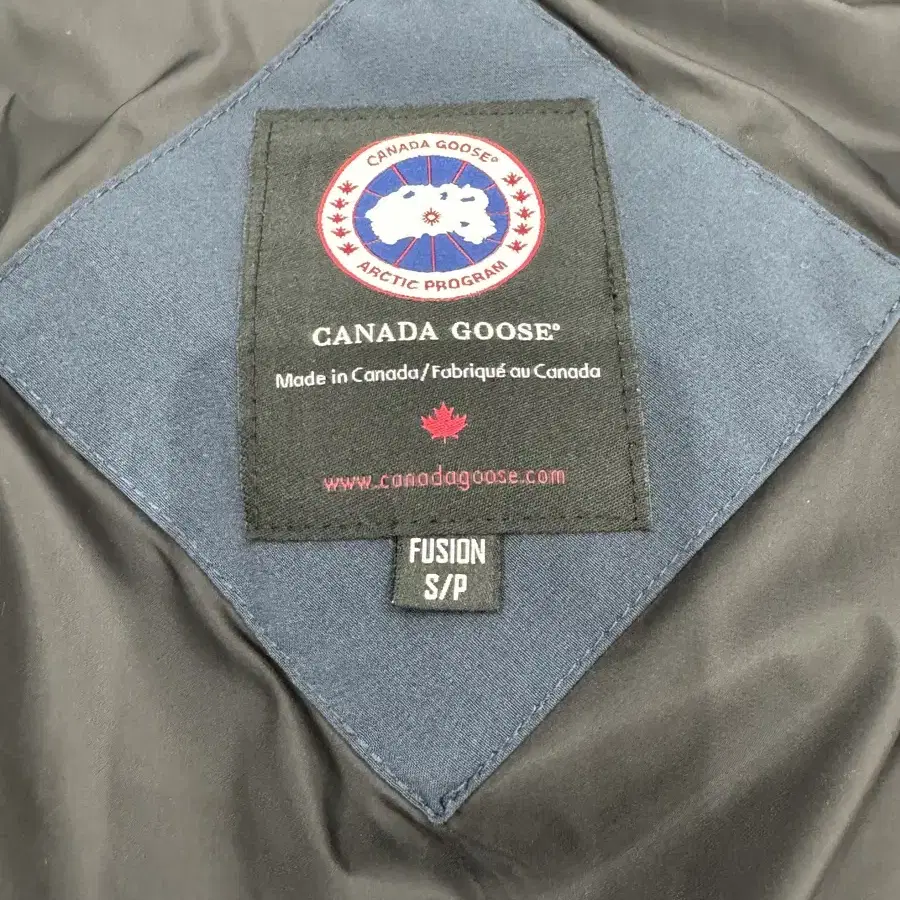 CANADA GOOSE®
ARCTIC PROGRAM
CANADA GOOSE®
Made in Canada/Fabriqué au Canada
www.canadagoose.com
FUSION
S/P